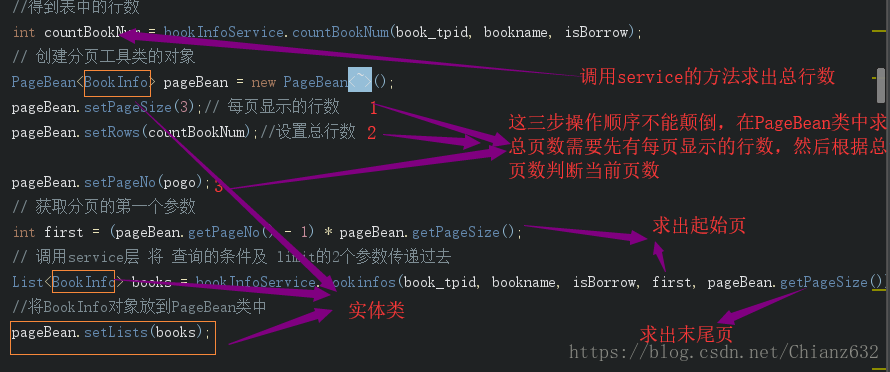 //得到表中的行数
int countBookNum = bookInfoService.countBookNum(book_tpid, bookname, isBorrow);
// 创建分页工具类的对象
PageBean<BookInfo> pageBean = new PageBean<>();
调用service的方法求出总行数
pageBean.setPageSize(3);// 每页显示的行数 1
pageBean.setRows(countBookNum);//设置总行数 2
这三步操作顺序不能颠倒，在PageBean类中求
总页数需要先有每页显示的行数，然后根据总
页数判断当前页数
pageBean.setPageNo(pogo); 3
// 获取分页的第一个参数
int first = (pageBean.getPageNo() - 1) * pageBean.getPageSize();
求出起始页
// 调用service层 将 查询的条件及 limit的2个参数传递过去
List<BookInfo> books = bookInfoService.bookinfos(book_tpid, bookname, isBorrow, first, pageBean.getPageSize()
//将BookInfo对象放到PageBean类中
实体类
pageBean.setLists(books);
求出末尾页
https://blog.csdn.net/Chianz632